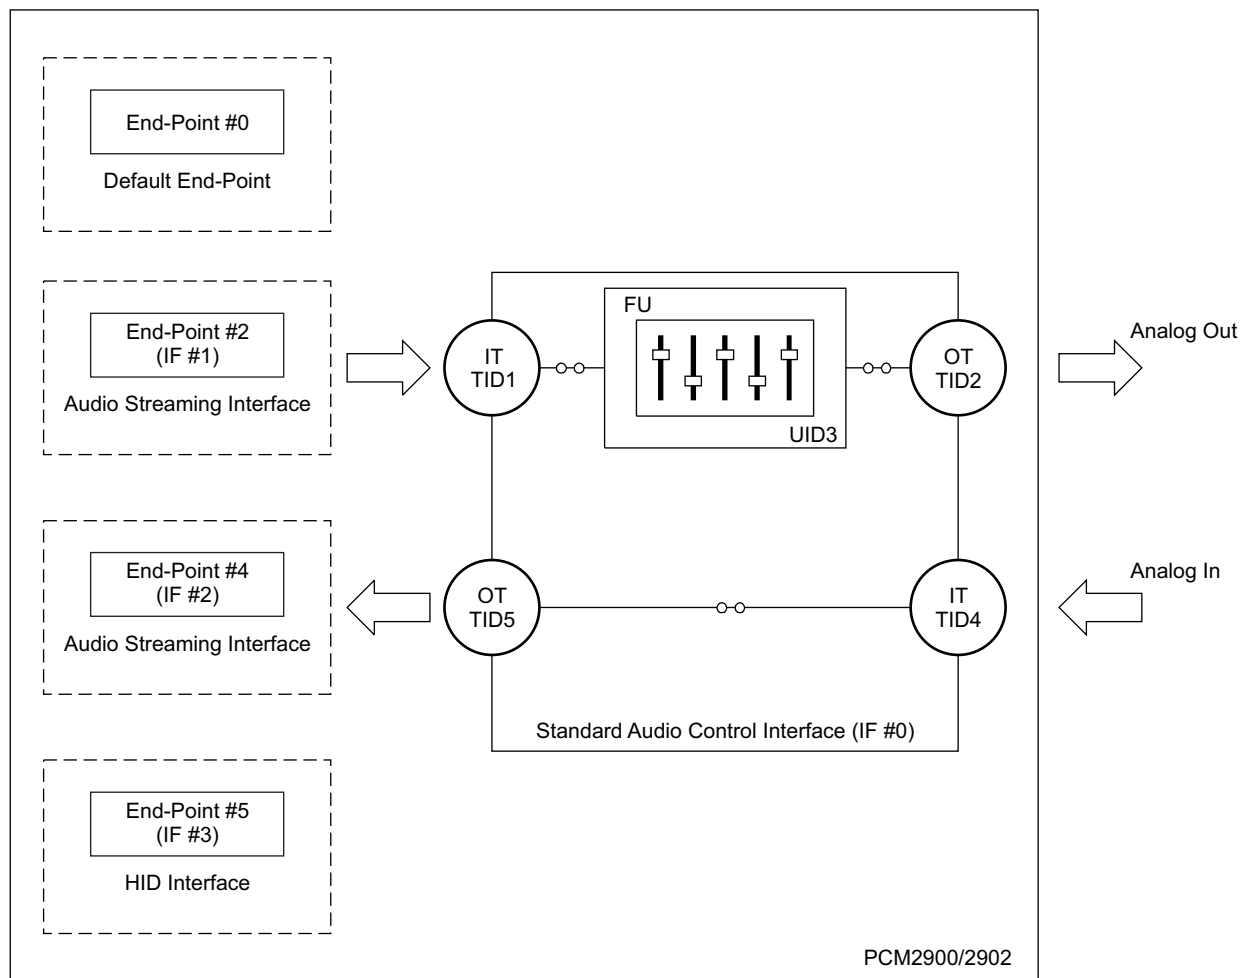 End-Point #0
Default End-Point
End-Point #2
(IF #1)
Audio Streaming Interface
IT
TID1
FU
UID3
OT
TID2
Analog Out
End-Point #4
(IF #2)
Audio Streaming Interface
OT
TID5
IT
TID4
Analog In
Standard Audio Control Interface (IF #0)
End-Point #5
(IF #3)
HID Interface
PCM2900/2902